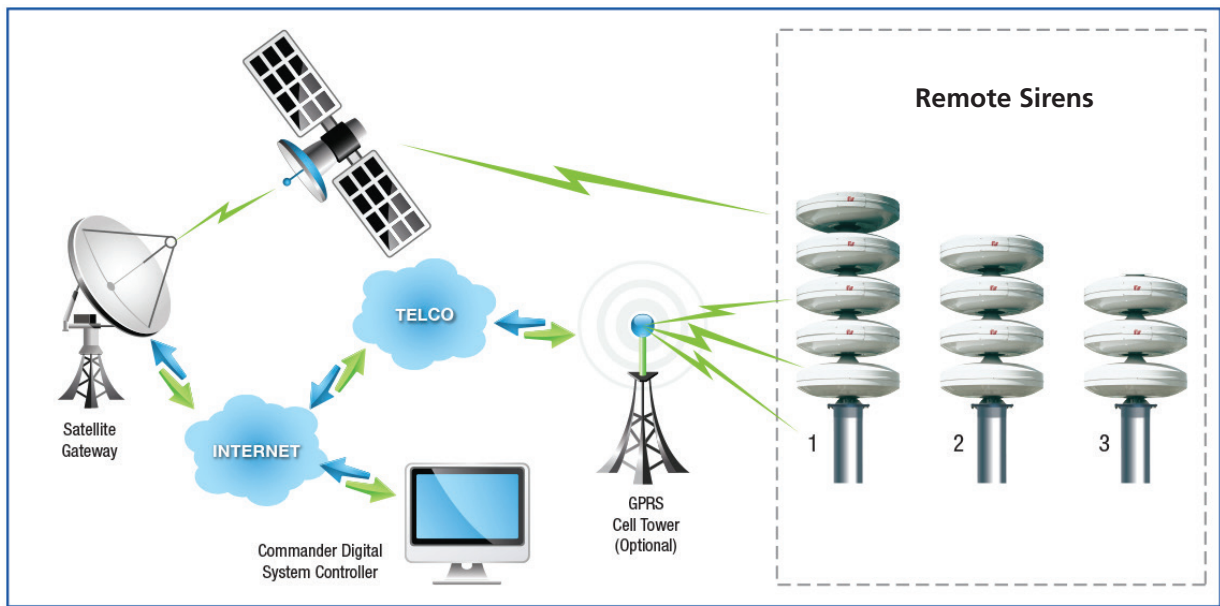 Remote Sirens
TELCO
INTERNET
Satellite
Gateway
Commander Digital
System Controller
GPRS
Cell Tower
(Optional)
1
2
3